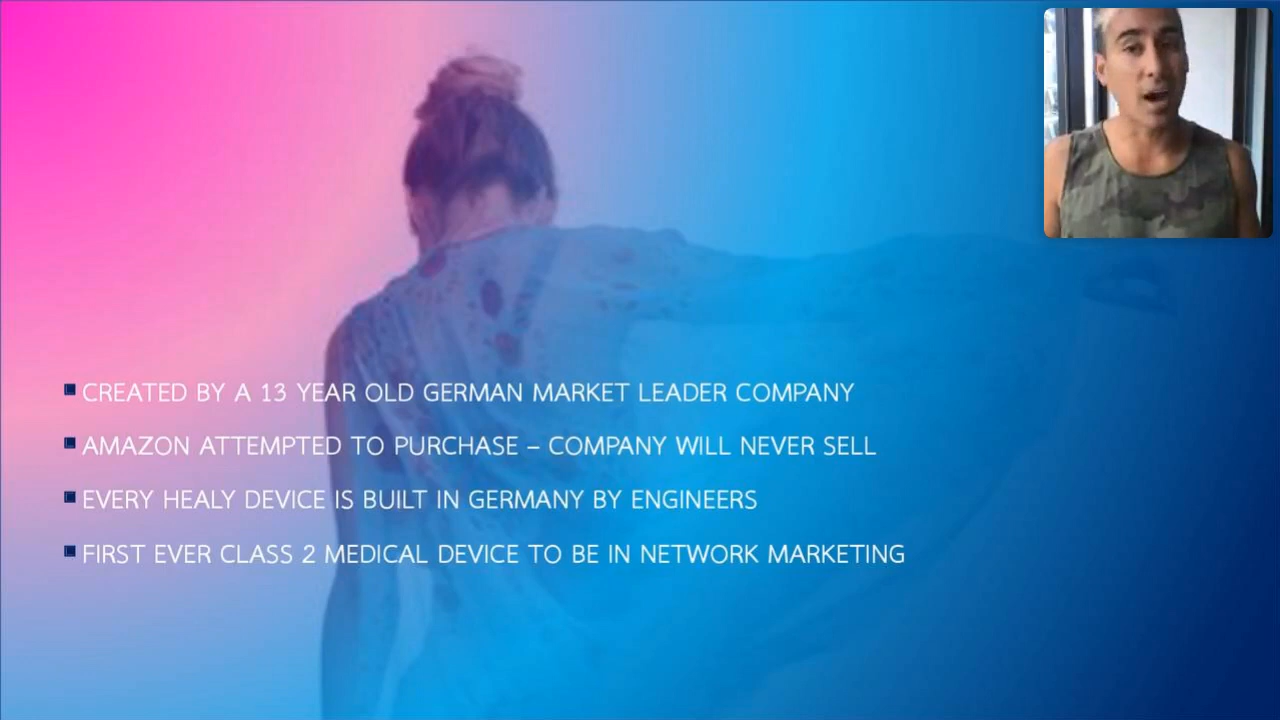 CREATED BY A 13 YEAR OLD GERMAN MARKET LEADER COMPANY
AMAZON ATTEMPTED TO PURCHASE – COMPANY WILL NEVER SELL
EVERY HEALY DEVICE IS BUILT IN GERMANY BY ENGINEERS
FIRST EVER CLASS 2 MEDICAL DEVICE TO BE IN NETWORK MARKETING